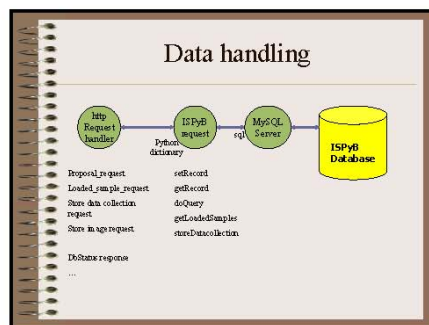 Data handling
http
Request
handler
ISPyB
request
MySQL
Server
Python
dictionary
sql
ISPyB
Database
Proposal_request
Loaded_sample_request
Store data collection
request
Store image request
DbStatus response
...
setRecord
getRecord
doQuery
getLoadedSamples
storeDatacollection